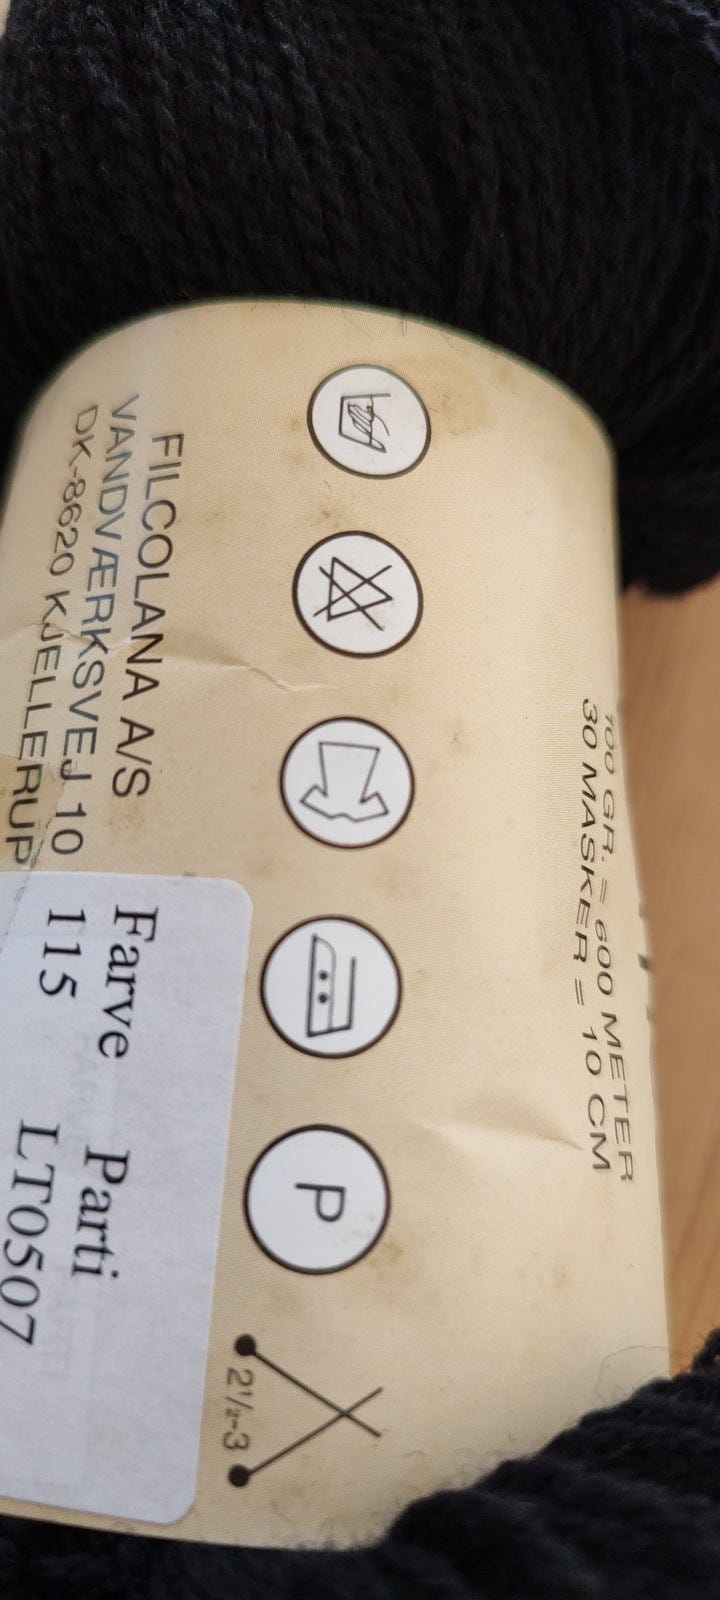 100 GR. = 600 METER
30 MASKER = 10 CM
P
2½-3
FILCOLANA A/S
VANDVÆRKSVEJ 10
DK-8620 KJELLERUP
Farve Parti
115 LT0507